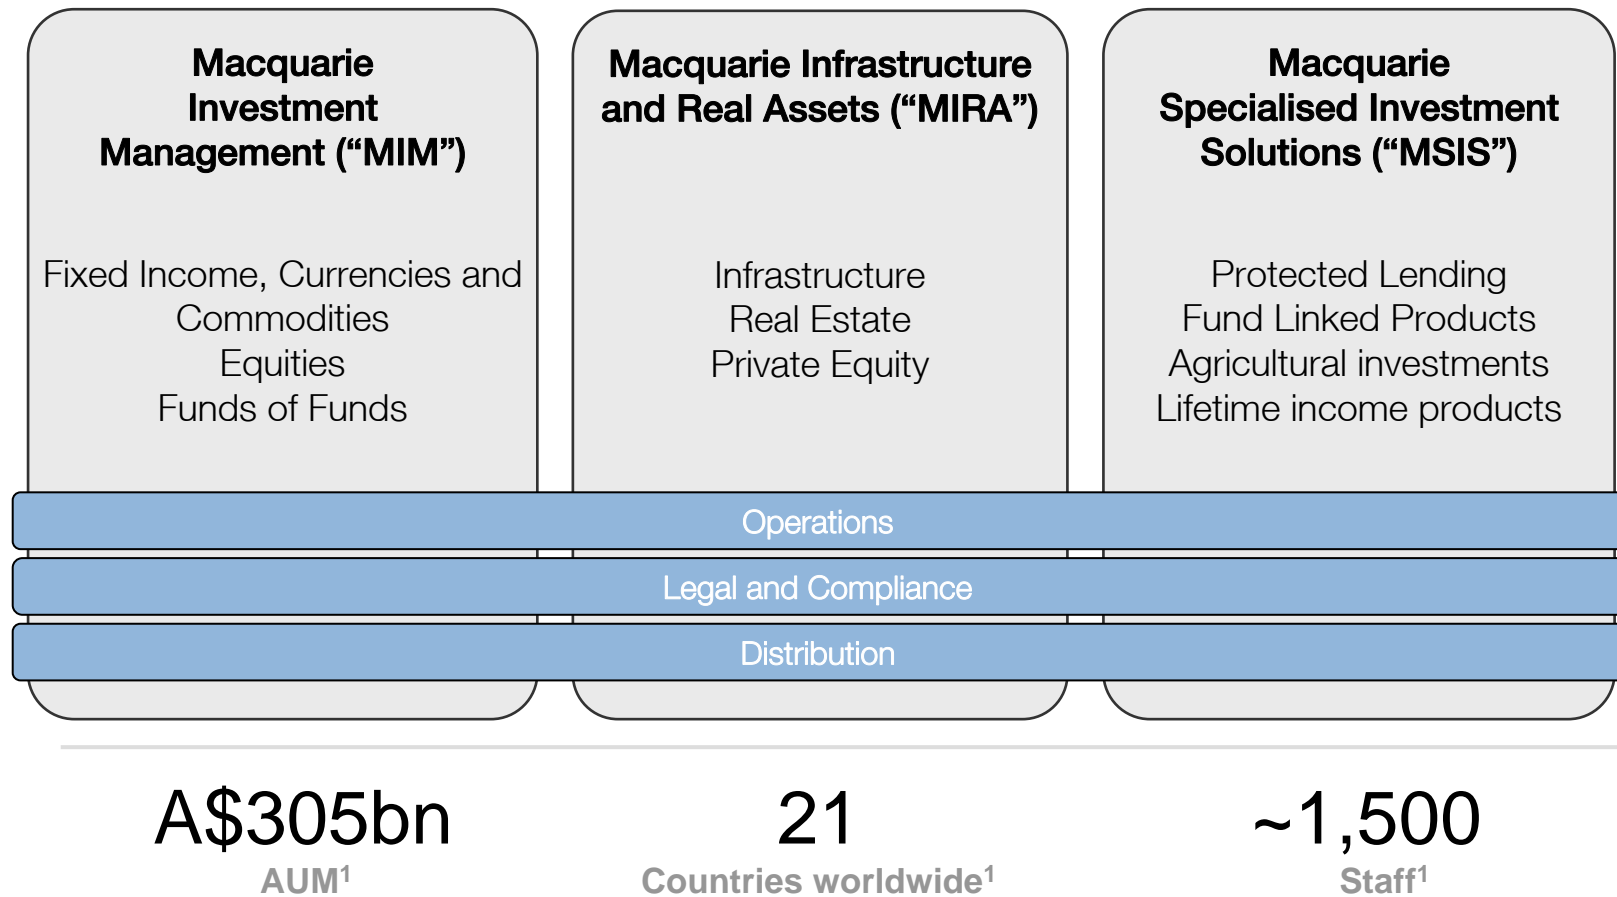 Macquarie
Investment
Management (“MIM”)
Fixed Income, Currencies and
Commodities
Equities
Funds of Funds
Macquarie Infrastructure
and Real Assets (“MIRA”)
Infrastructure
Real Estate
Private Equity
Macquarie
Specialised Investment
Solutions (“MSIS”)
Protected Lending
Fund Linked Products
Agricultural investments
Lifetime income products
Operations
Legal and Compliance
Distribution
A$305bn
AUM¹
21
Countries worldwide¹
~1,500
Staff¹